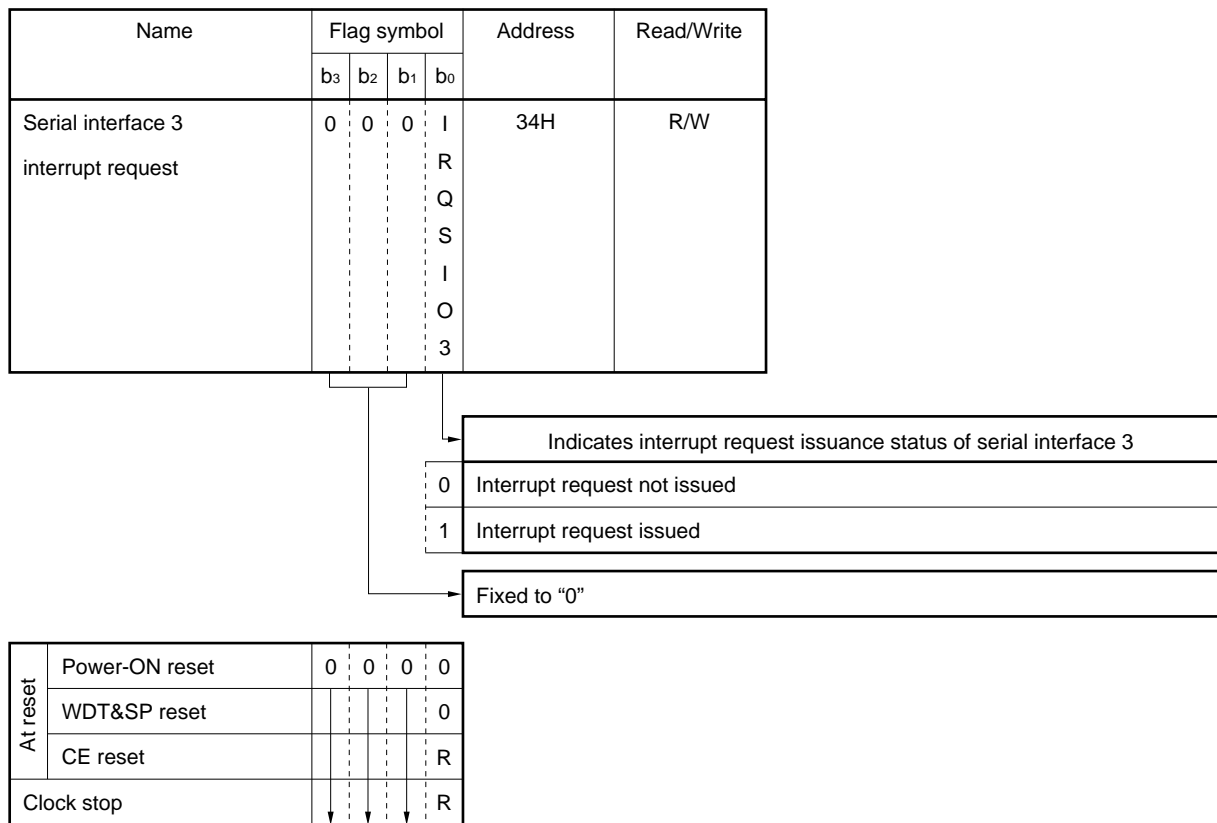 Name Flag symbol Address Read/Write
b3 b2 b1 b0
Serial interface 3 0 0 0 I 34H R/W
interrupt request R
Q
S
I
O
3
Indicates interrupt request issuance status of serial interface 3
0 Interrupt request not issued
1 Interrupt request issued
Fixed to “0”
At reset
Power-ON reset 0 0 0 0
WDT&SP reset 0
CE reset R
Clock stop R